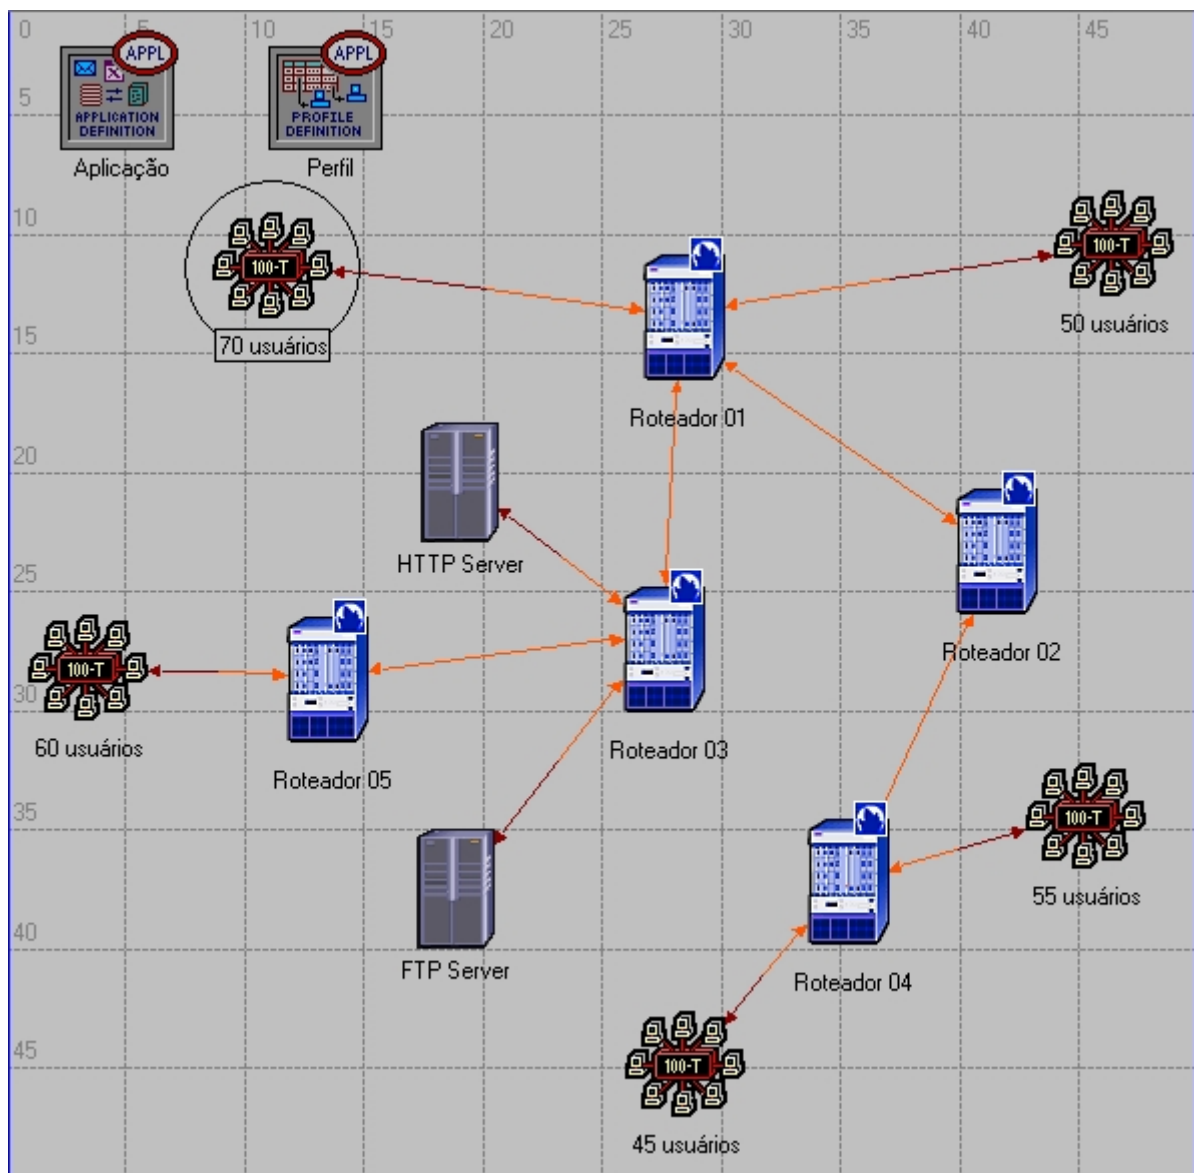 0 5 10 15 20 25 30 35 40 45
APPL
APPL
APPLICATION
DEFINITION
PROFILE
DEFINITION
5
Aplicação
Perfil
10
100-T
100-T
50 usuários
15
70 usuários
Roteador 01
20
HTTP Server
25
Roteador 02
100-T
30
60 usuários
Roteador 05
Roteador 03
35
100-T
55 usuários
40
FTP Server
Roteador 04
45
100-T
45 usuários